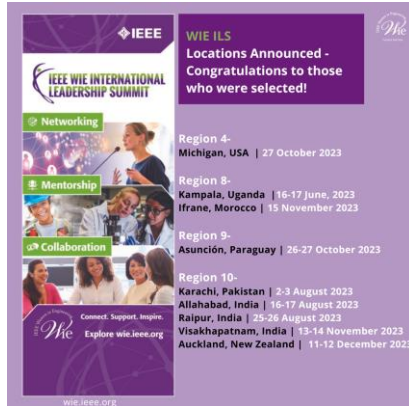 IEEE
IEEE WIE INTERNATIONAL
LEADERSHIP SUMMIT
Networking
Mentorship
Collaboration
Wie
Connect. Support. Inspire.
Explore wie.ieee.org
wie.ieee.org
Wie
WIE ILS
Locations Announced -
Congratulations to those
who were selected!
Region 4-
Michigan, USA | 27 October 2023
Region 8-
Kampala, Uganda |16-17 June, 2023
Ifrane, Morocco | 15 November 2023
Region 9-
Asunción, Paraguay | 26-27 October 2023
Region 10-
Karachi, Pakistan | 2-3 August 2023
Allahabad, India | 16-17 August 2023
Raipur, India | 25-26 August 2023
Visakhapatnam, India | 13-14 November 2023
Auckland, New Zealand | 11-12 December 2023